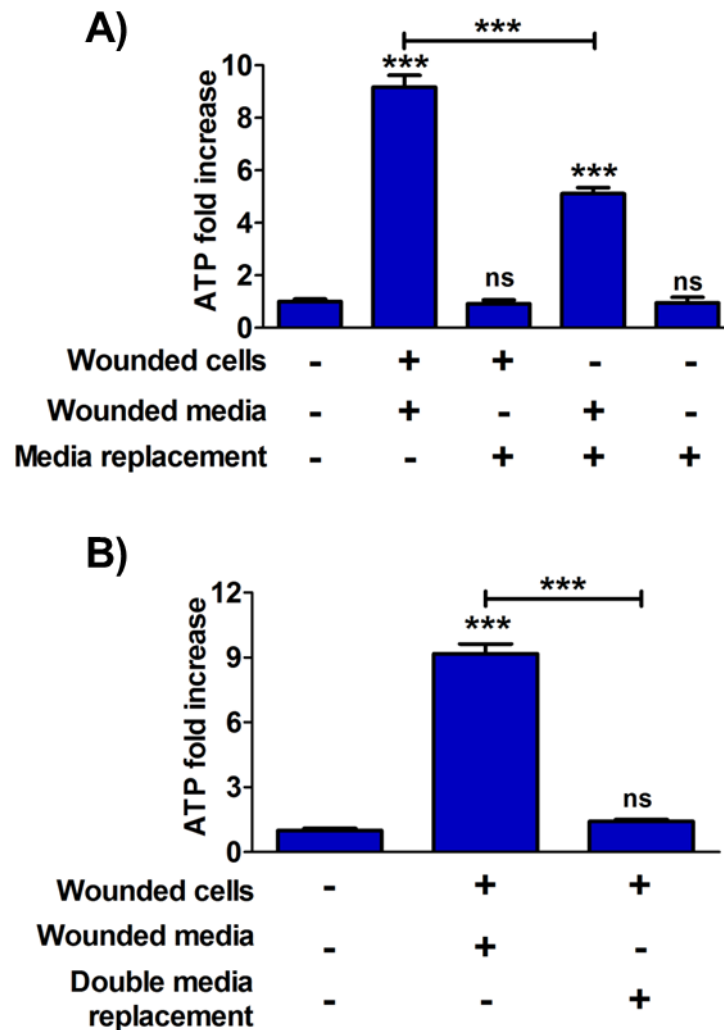 A)
***
***
***
ns
ns
ATP fold increase
10
8
6
4
2
0
Wounded cells - + + - -
Wounded media - + - + -
Media replacement - - + + +
B)
***
***
ns
ATP fold increase
12
9
6
3
0
Wounded cells - + +
Wounded media - + -
Double media
replacement - - +